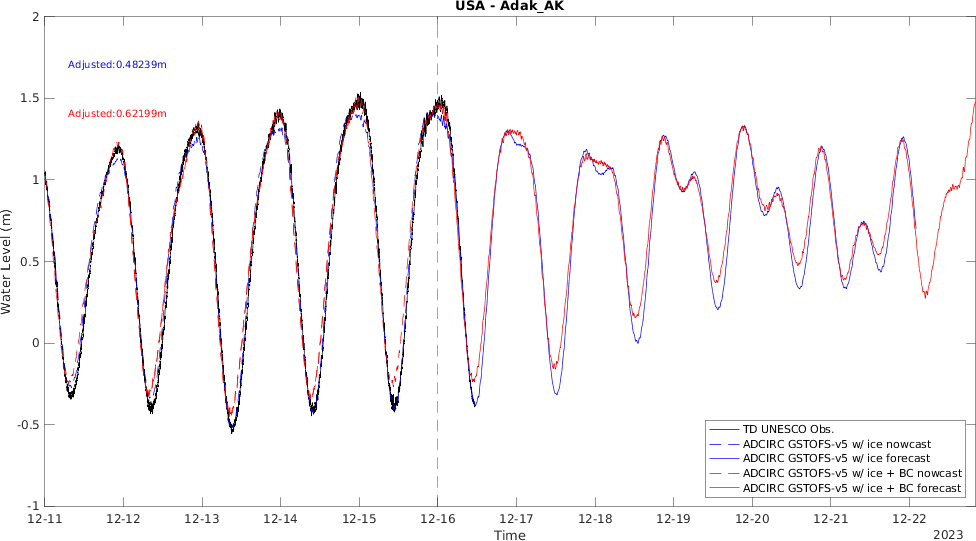 USA - Adak_AK
2
1.5
1
0.5
0
-0.5
-1
Water Level (m)
Adjusted:0.48239m
Adjusted:0.62199m
TD UNESCO Obs.
ADCIRC GSTOFS-v5 w/ ice nowcast
ADCIRC GSTOFS-v5 w/ ice forecast
ADCIRC GSTOFS-v5 w/ ice + BC nowcast
ADCIRC GSTOFS-v5 w/ ice + BC forecast
12-11 12-12 12-13 12-14 12-15 12-16 12-17 12-18 12-19 12-20 12-21 12-22
Time
2023